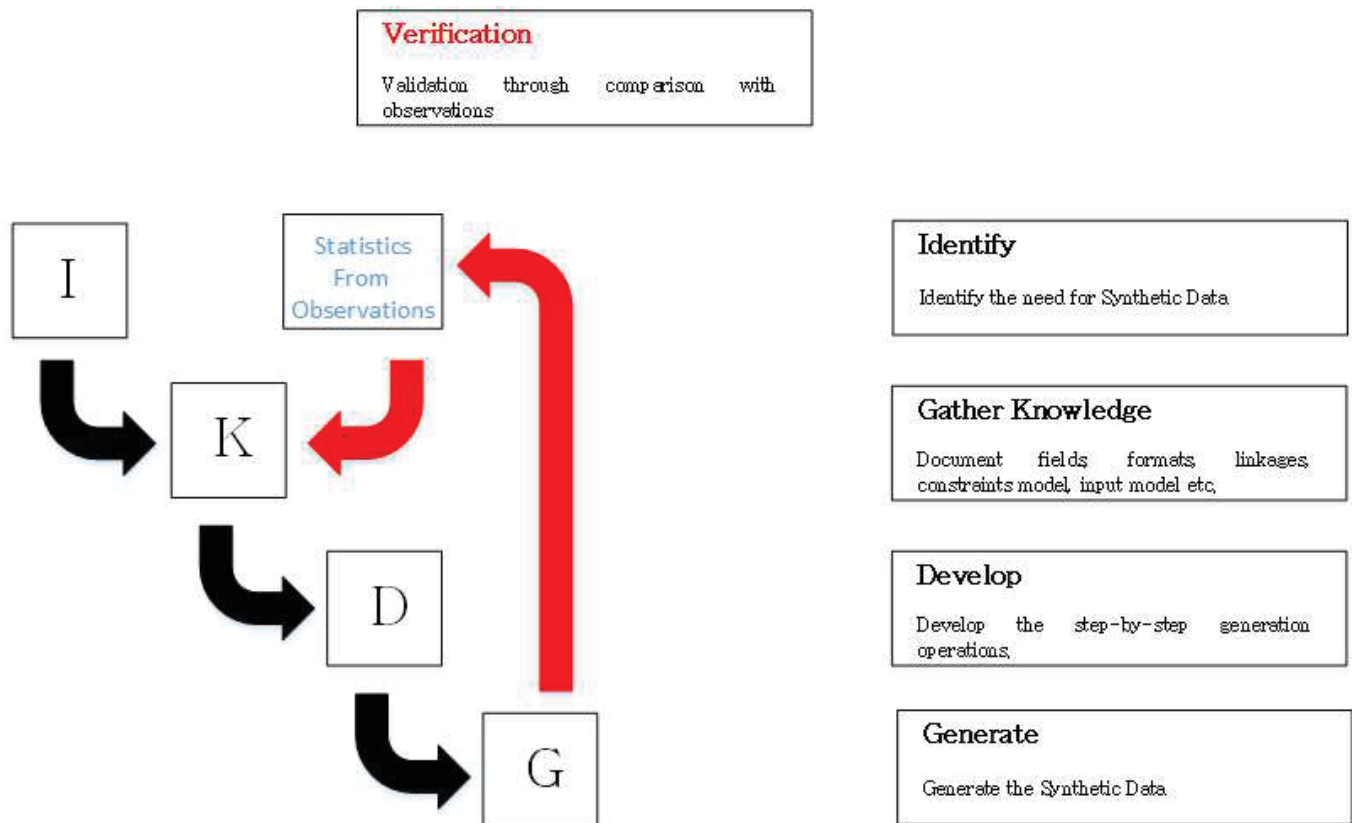 Verification
Validation through comparison with
observations
I
Statistics
From
Observations
K
D
G
Identify
Identify the need for Synthetic Data
Gather Knowledge
Document fields, formats, linkages,
constraints model, input model etc,
Develop
Develop the step-by-step generation
operations,
Generate
Generate the Synthetic Data